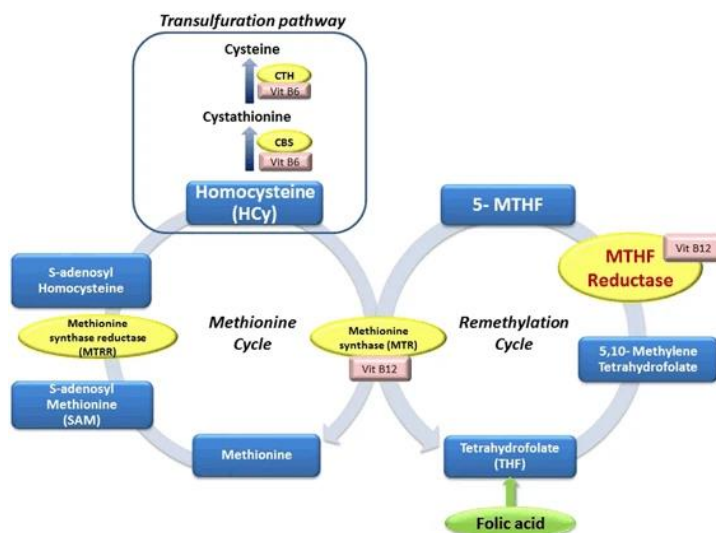 Transulfuration pathway
Cysteine
CTH
Vit B6
Cystathionine
CBS
Vit B6
Homocysteine
(HCy)
5- MTHF
Vit B12
MTHF
Reductase
S-adenosyl
Homocysteine
Methionine
synthase reductase
(MTRR)
Methionine
Cycle
Methionine
synthase (MTR)
Vit B12
Remethylation
Cycle
5,10- Methylene
Tetrahydrofolate
S-adenosyl
Methionine
(SAM)
Methionine
Tetrahydrofolate
(THF)
Folic acid